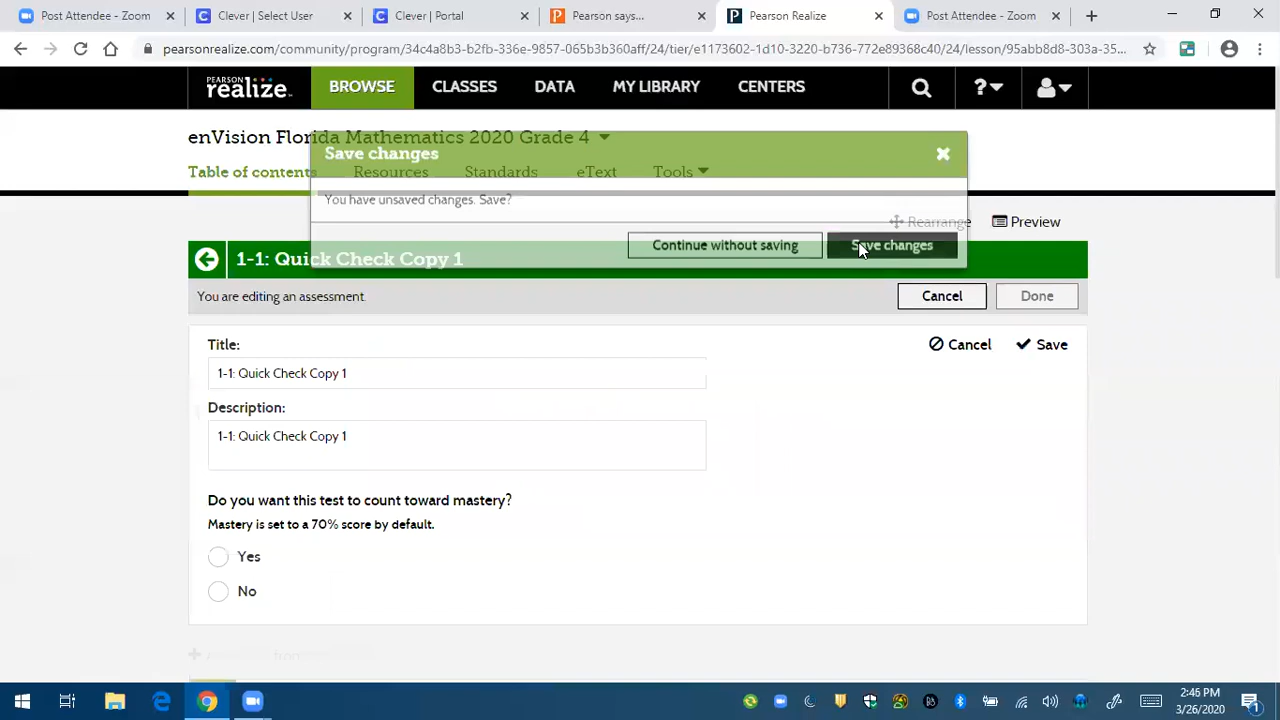 Post Attendee - Zoom
Clever | Select User
Clever | Portal
Pearson says...
Pearson Realize
Post Attendee - Zoom
pearsonrealize.com/community/program/34c4a8b3-b2fb-336e-9857-065b3b360aff/24/tier/e1173602-1d10-3220-b736-772e89368c40/24/lesson/95abb8d8-303a-35...
PEARSON
realize™
BROWSE
CLASSES
DATA
MY LIBRARY
CENTERS
?
enVision Florida Mathematics 2020 Grade 4
Save changes
Table of contents
Resources
Standards
eText
Tools
You have unsaved changes. Save?
Rearrange
Preview
Continue without saving
Save changes
1-1: Quick Check Copy 1
You are editing an assessment.
Cancel
Done
Title:
Cancel
Save
1-1: Quick Check Copy 1
Description:
1-1: Quick Check Copy 1
Do you want this test to count toward mastery?
Mastery is set to a 70% score by default.
Yes
No
2:46 PM
3/26/2020
1